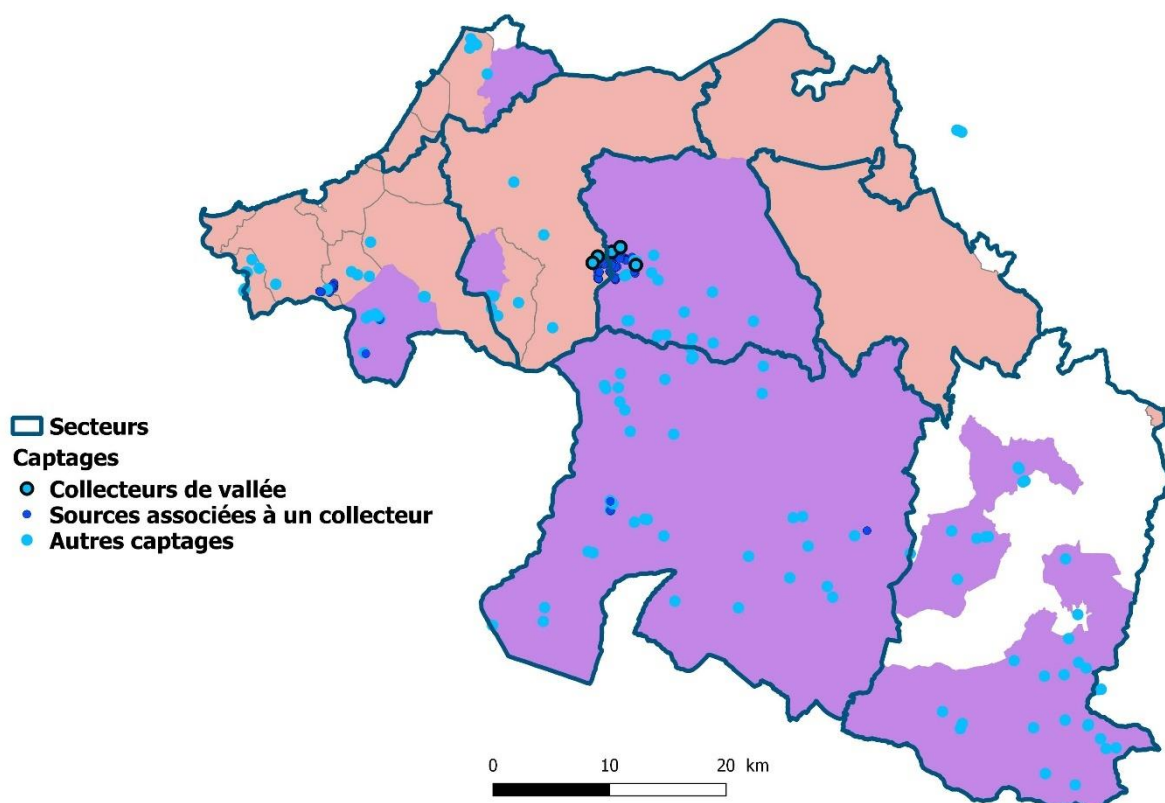 Secteurs
Captages
Collecteurs de vallée
Sources associées à un collecteur
Autres captages
0 10 20 km